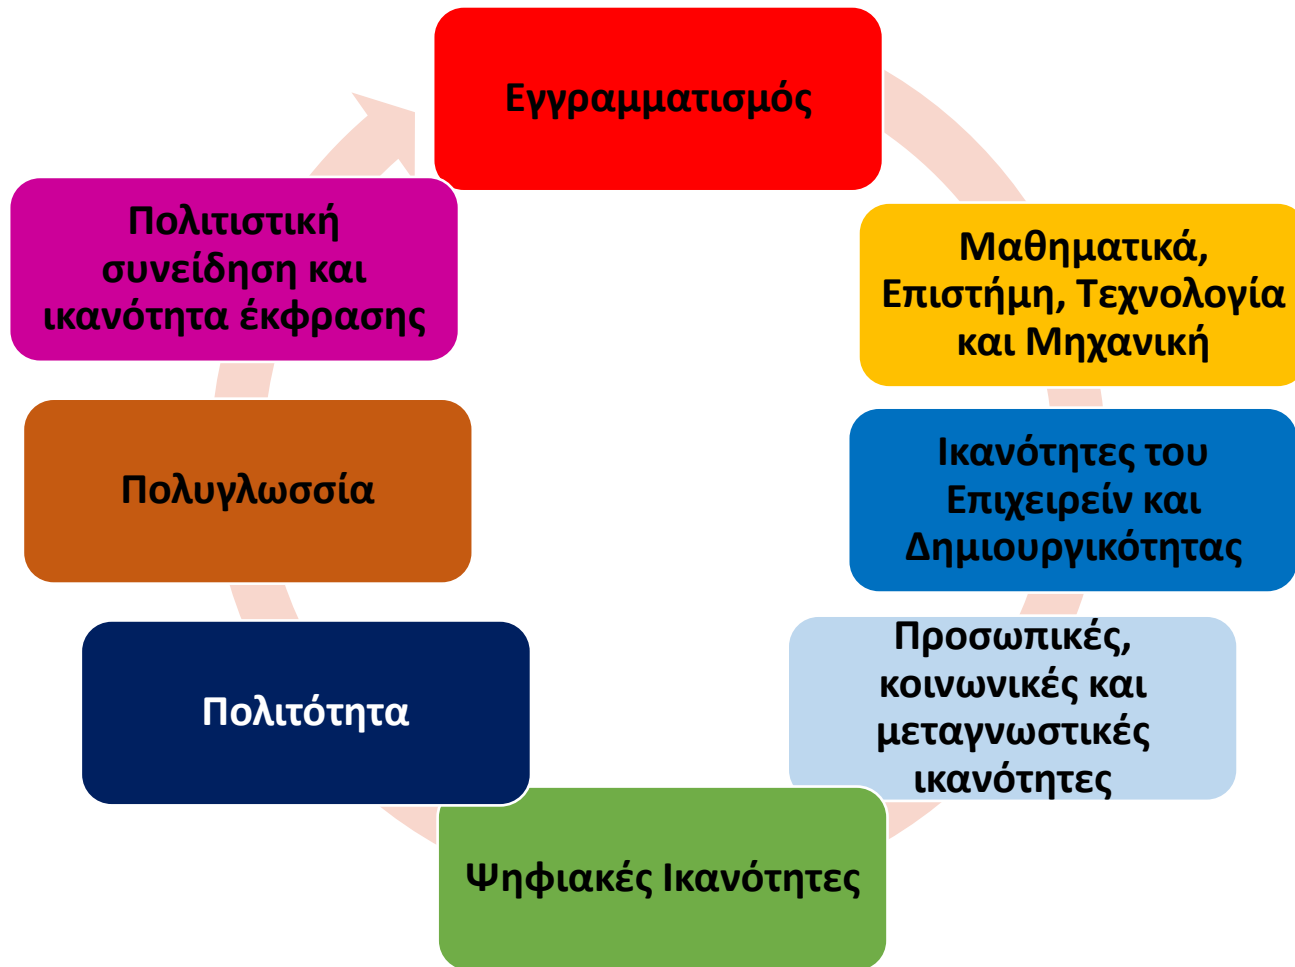 Εγγραμματισμός
Μαθηματικά,
Επιστήμη, Τεχνολογία
και Μηχανική
Ικανότητες του
Επιχειρείν και
Δημιουργικότητας
Προσωπικές,
κοινωνικές και
μεταγνωστικές
ικανότητες
Ψηφιακές Ικανότητες
Πολιτότητα
Πολυγλωσσία
Πολιτιστική
συνείδηση και
ικανότητα έκφρασης